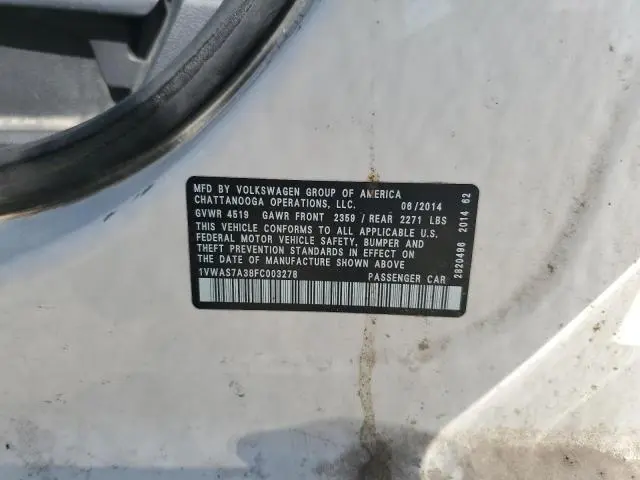 MFD BY VOLKSWAGEN GROUP OF AMERICA
CHATTANOOGA OPERATIONS, LLC. 06/2014
GVWR 4519 GAWR FRONT 2359 / REAR 2271 LBS
THIS VEHICLE CONFORMS TO ALL APPLICABLE U.S.
FEDERAL MOTOR VEHICLE SAFETY, BUMPER AND
THEFT PREVENTION STANDARDS IN EFFECT ON
THE DATE OF MANUFACTURE SHOWN ABOVE
1VWAS7A38FC003278 PASSENGER CAR
2820496 2014 62